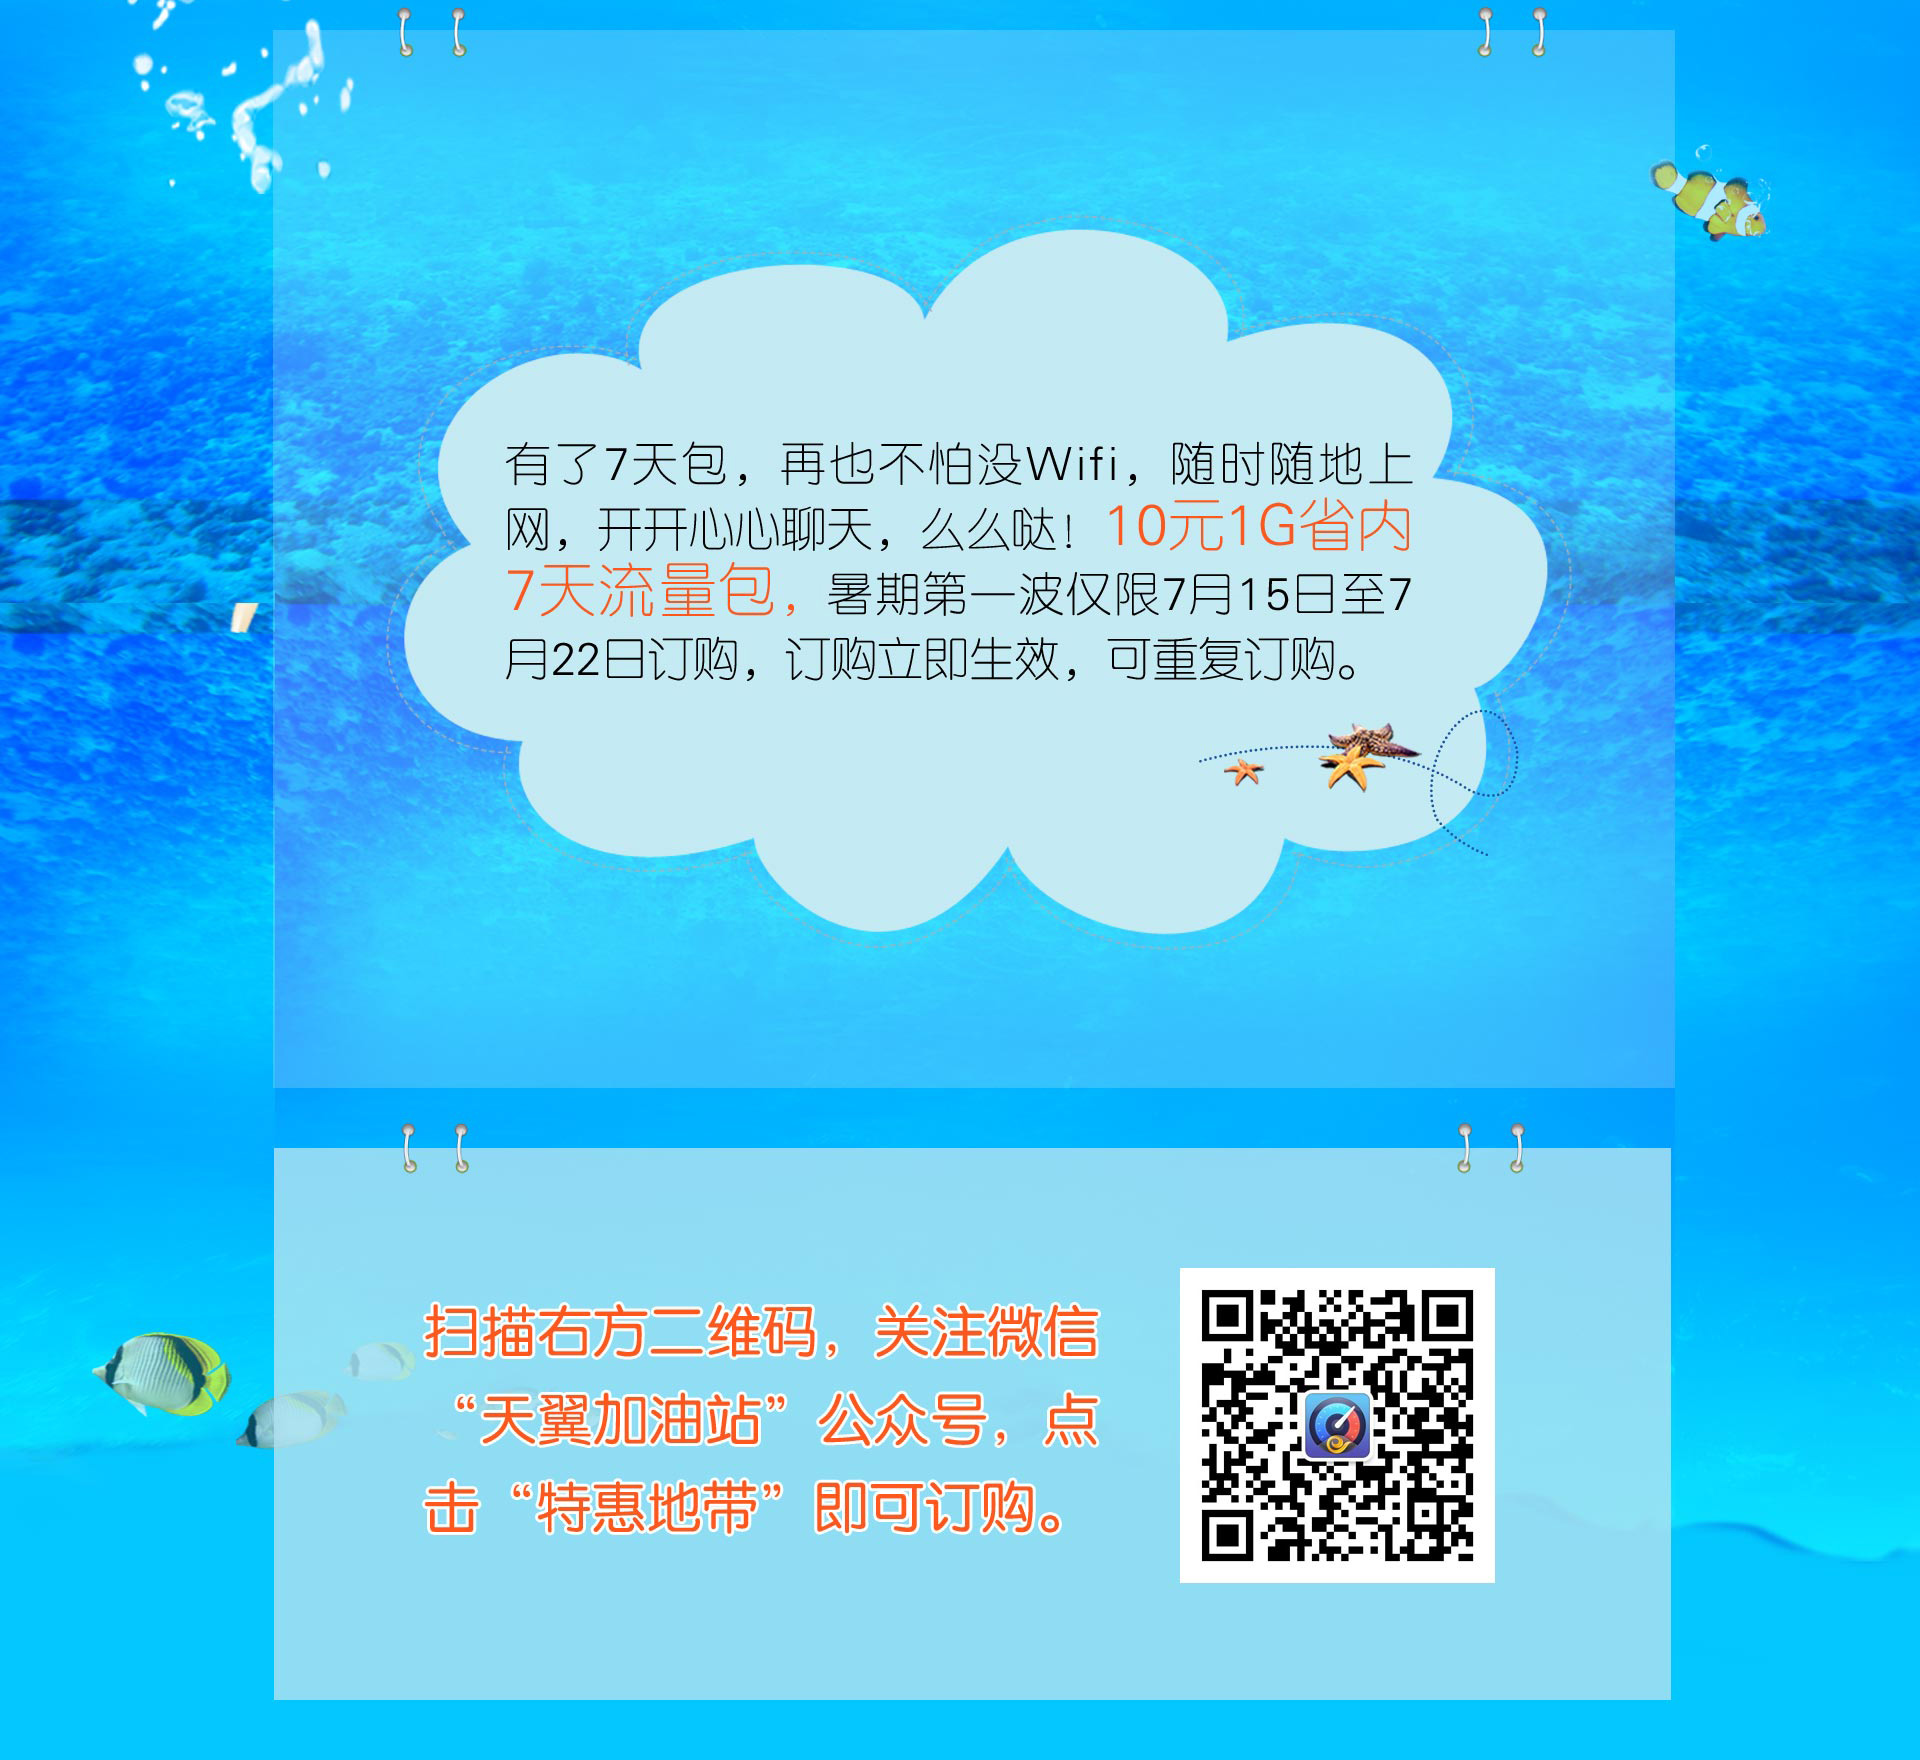 有了7天包，再也不怕没Wifi，随时随地上
网，开开心心聊天，么么哒！10元1G省内
7天流量包，暑期第一波仅限7月15日至7
月22日订购，订购立即生效，可重复订购。
扫描右方二维码，关注微信
“天翼加油站”公众号，点
击“特惠地带”即可订购。